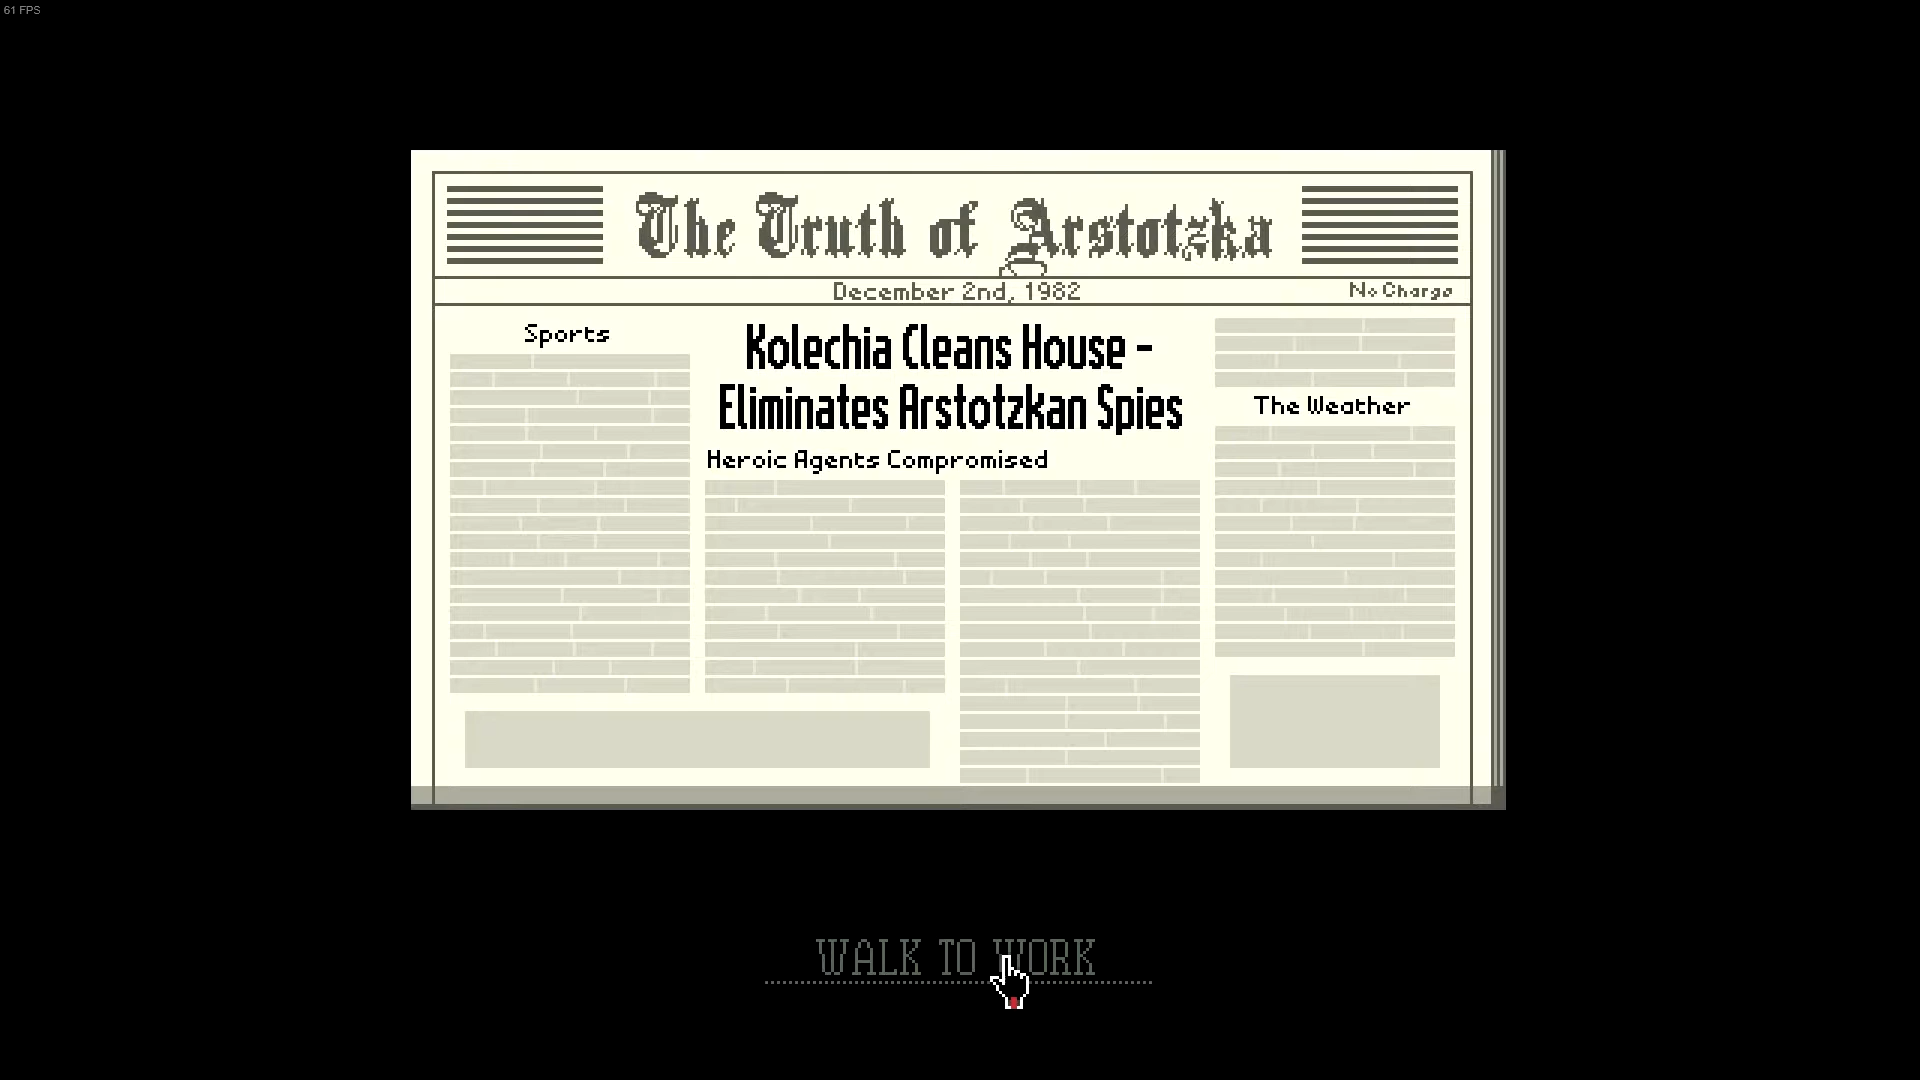 61 FPS
The Truth of Arstotzka
December 2nd, 1982
No Charge
Sports
Kolechia Cleans House -
Eliminates Arstotzkan Spies
Heroic Agents Compromised
The Weather
WALK TO WORK